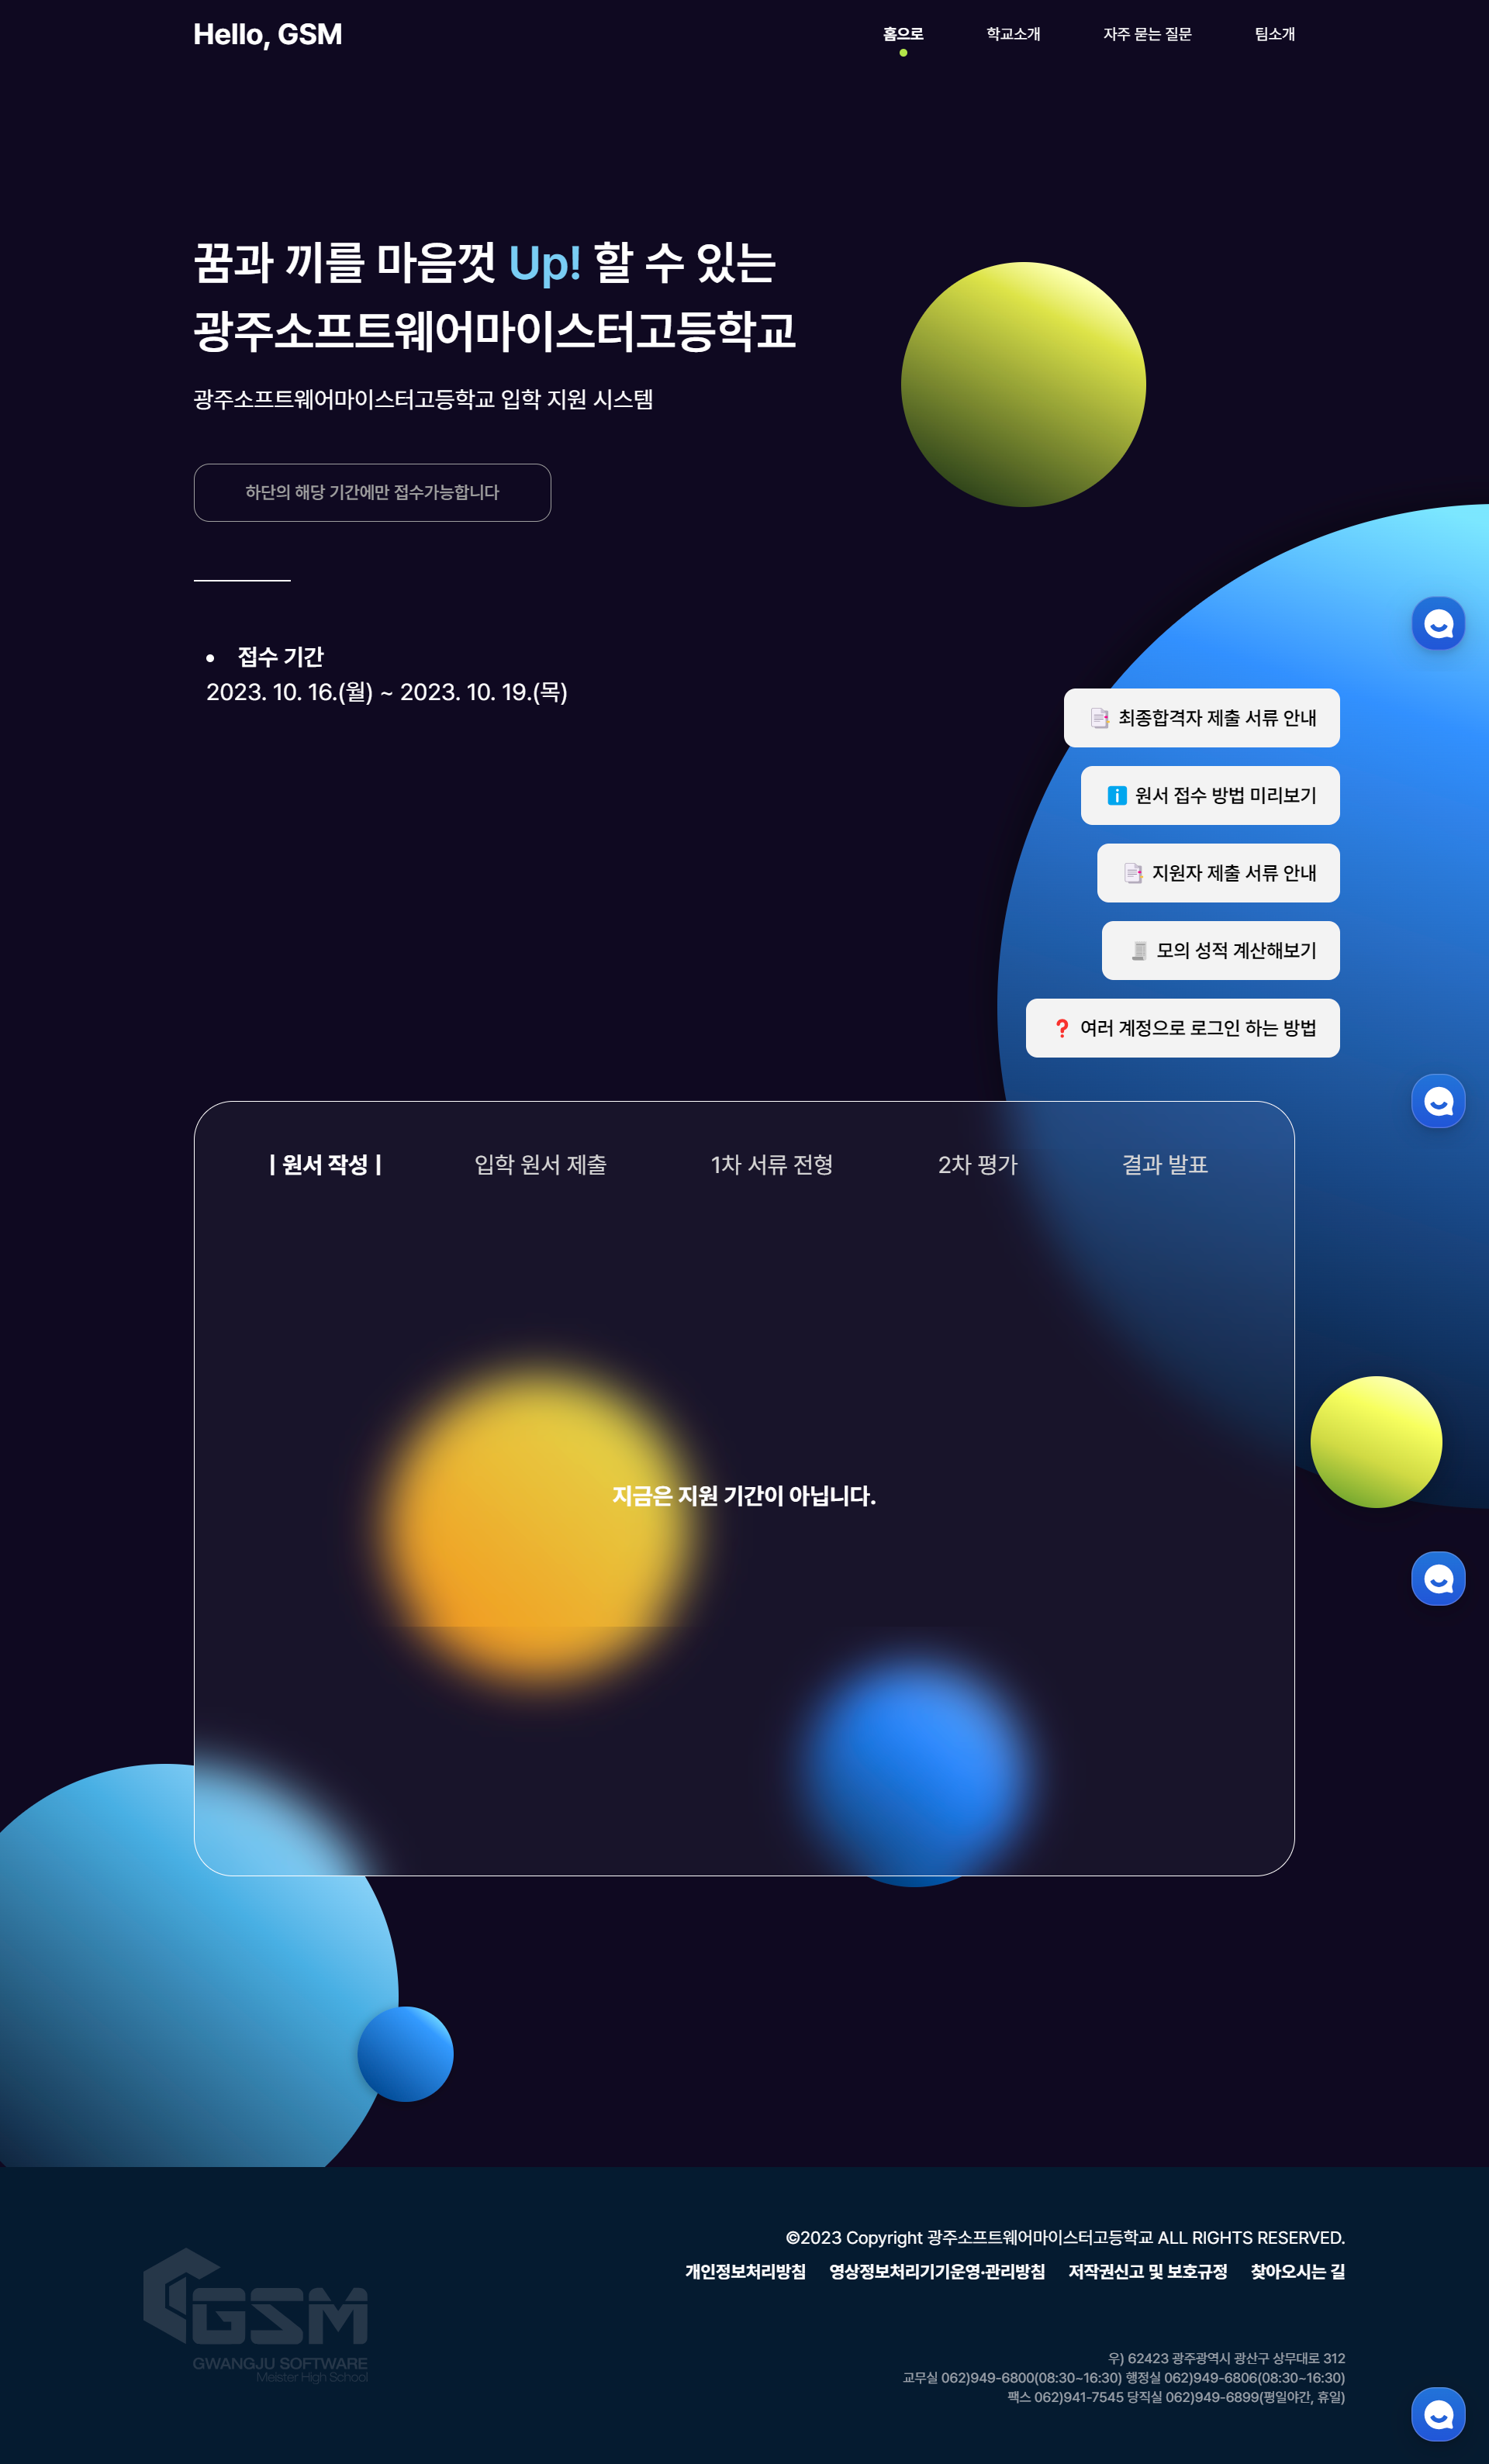 Hello, GSM
홈으로
학교소개
자주 묻는 질문
팀소개
꿈과 끼를 마음껏 Up! 할 수 있는
광주소프트웨어마이스터고등학교
광주소프트웨어마이스터고등학교 입학 지원 시스템
하단의 해당 기간에만 접수가능합니다
• 접수 기간
2023. 10. 16.(월) ~ 2023. 10. 19.(목)
최종합격자 제출 서류 안내
원서 접수 방법 미리보기
지원자 제출 서류 안내
모의 성적 계산해보기
여러 계정으로 로그인 하는 방법
| 원서 작성 |
입학 원서 제출
1차 서류 전형
2차 평가
결과 발표
지금은 지원 기간이 아닙니다.
©2023 Copyright 광주소프트웨어마이스터고등학교 ALL RIGHTS RESERVED.
개인정보처리방침 영상정보처리기기운영·관리방침 저작권신고 및 보호규정 찾아오시는 길
GSM
GWANGJU SOFTWARE
Meister High School
우) 62423 광주광역시 광산구 상무대로 312
교무실 062)949-6800(08:30~16:30) 행정실 062)949-6806(08:30~16:30)
팩스 062)941-7545 당직실 062)949-6899(평일야간, 휴일)